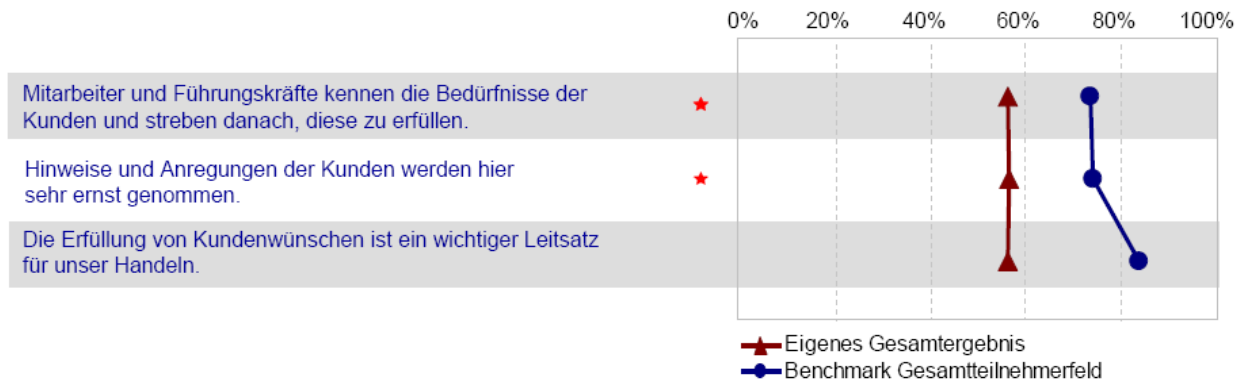 0% 20% 40% 60% 80% 100%
Mitarbeiter und Führungskräfte kennen die Bedürfnisse der
Kunden und streben danach, diese zu erfüllen.
Hinweise und Anregungen der Kunden werden hier
sehr ernst genommen.
Die Erfüllung von Kundenwünschen ist ein wichtiger Leitsatz
für unser Handeln.
Eigenes Gesamtergebnis
Benchmark Gesamtteilnehmerfeld